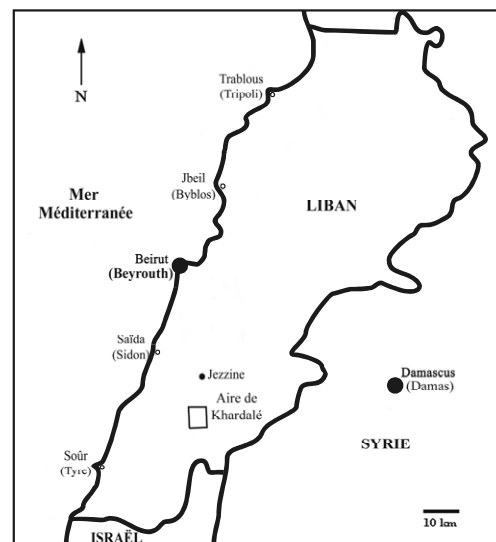 Trablous
(Tripoli)
N
Jbeil
(Byblos)
Mer
Méditerranée
LIBAN
Beirut
(Beyrouth)
Saïda
(Sidon)
Jezzine
Damascus
(Damas)
Aire de
Khardalé
SYRIE
Soûr
(Tyre)
10 km
ISRAËL